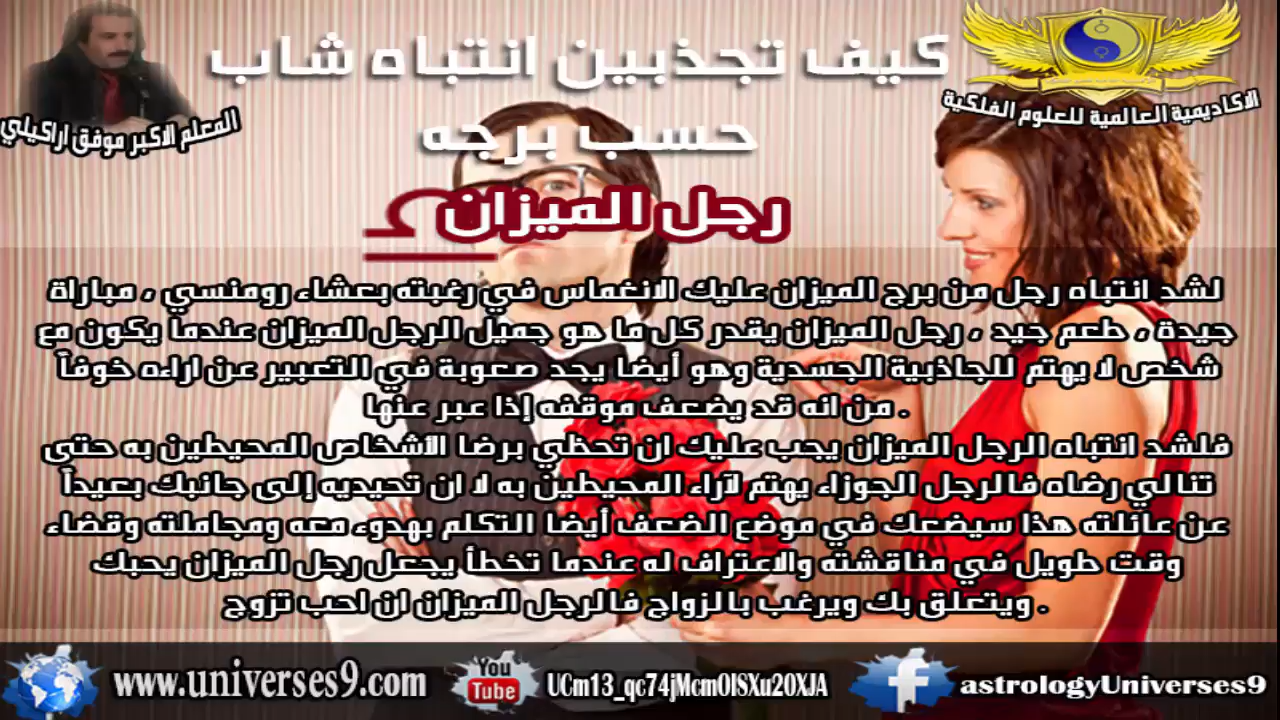 كيف تجذبين انتباه شاب
حسب برجه
رجل الميزان
المعلم الاكبر موفق اراكيلي
الاكاديمية العالمية للعلوم الفلكية
لشد انتباه رجل من برج الميزان عليك الانغماس في رغبته بعشاء رومنسي ، مباراة
جيدة ، طعم جيد ، رجل الميزان يقدر كل ما هو جميل الرجل الميزان عندما يكون مع
شخص لا يهتم للجاذبية الجسدية وهو أيضا يجد صعوبة في التعبير عن اراءه خوفاً
من انه قد يضعف موقفه إذا عبر عنها .
فلشد انتباه الرجل الميزان يجب عليك ان تحظي برضا الأشخاص المحيطين به حتى
تنالي رضاه فالرجل الجوزاء يهتم لآراء المحيطين به لا ان تحيديه إلى جانبك بعيداً
عن عائلته هذا سيضعك في موضع الضعف أيضا التكلم بهدوء معه ومجاملته وقضاء
وقت طويل في مناقشته والاعتراف له عندما تخطأ يجعل رجل الميزان يحبك
ويتعلق بك ويرغب بالزواج فالرجل الميزان ان احب تزوج .
www.universes9.com
You Tube
UCm13_qc74jMcmOlSXu20XJA
astrologyUniverses9